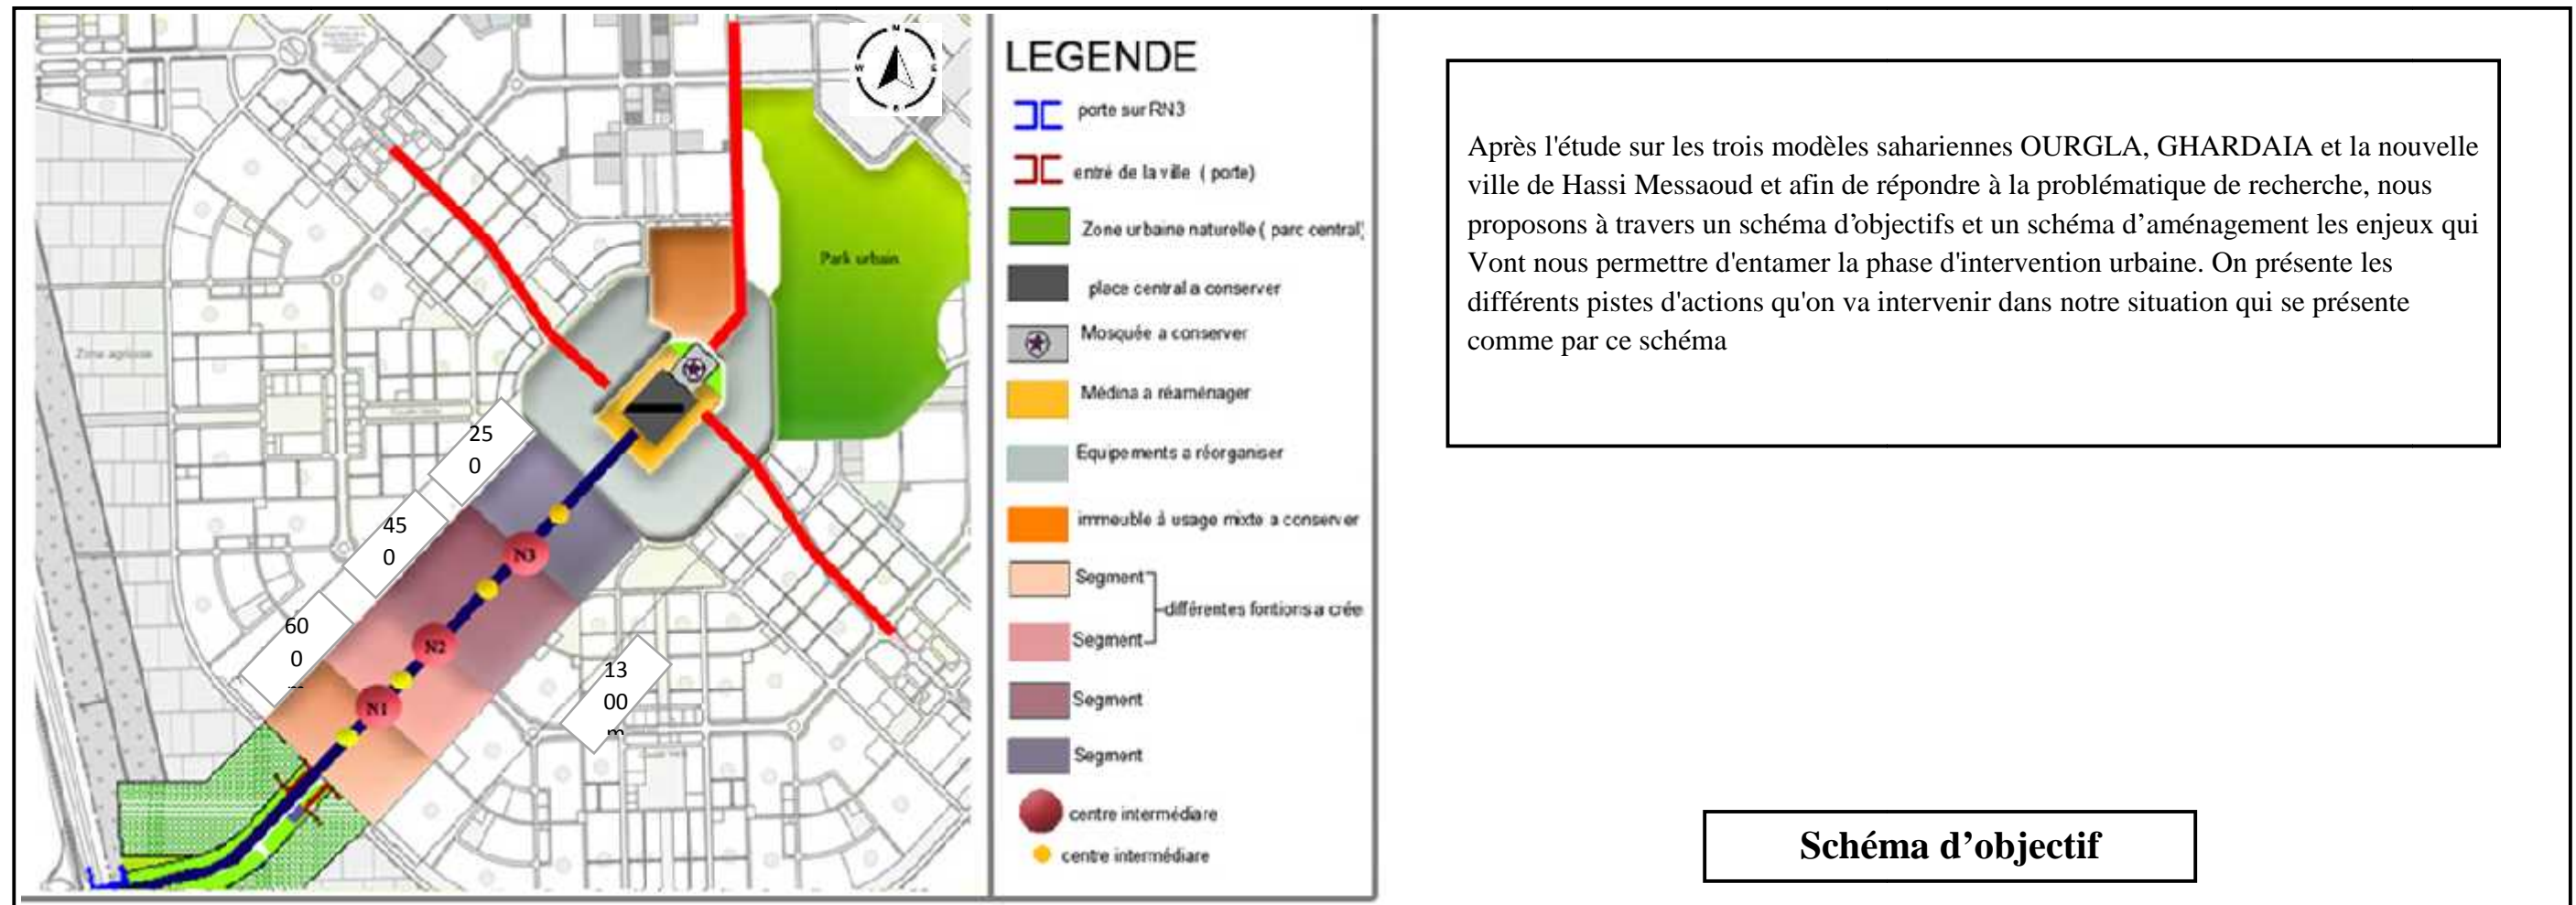 N
W
E
S
Park urbain
Zone agricole
25
0
45
0
60
0
13
00
m
N3
N2
N1
LEGENDE
porte sur RN3
entré de la ville ( porte)
Zone urbaine naturelle ( parc central)
place central a conserver
Mosquée a conserver
Médina a réaménager
Equipements a réorganiser
immeuble à usage mixte a conserver
Segment
différentes fontions a crée
Segment
Segment
Segment
centre intermédiare
centre intermédiare
Après l'étude sur les trois modèles sahariennes OURGLA, GHARDAIA et la nouvelle
ville de Hassi Messaoud et afin de répondre à la problématique de recherche, nous
proposons à travers un schéma d’objectifs et un schéma d’aménagement les enjeux qui
Vont nous permettre d'entamer la phase d'intervention urbaine. On présente les
différents pistes d'actions qu'on va intervenir dans notre situation qui se présente
comme par ce schéma
Schéma d’objectif